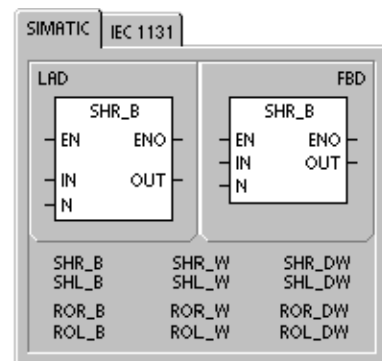 SIMATIC IEC 1131
LAD FBD
SHR_B SHR_B
EN ENO EN ENO
IN OUT IN OUT
N N
SHR_B SHR_W SHR_DW
SHL_B SHL_W SHL_DW
ROR_B ROR_W ROR_DW
ROL_B ROL_W ROL_DW